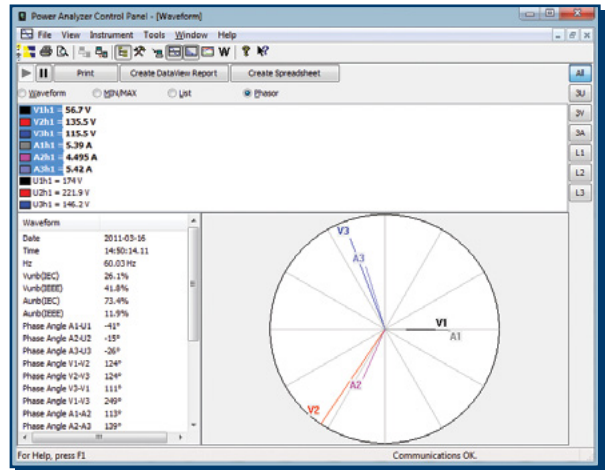 Power Analyzer Control Panel - [Waveform]
File View Instrument Tools Window Help
W ?
Print Create DataView Report Create Spreadsheet All
Waveform MIN/MAX List Phasor 3U
V1h1 = 56.7 V
V2h1 = 135.5 V
V3h1 = 115.5 V
A1h1 = 5.39 A
A2h1 = 4.495 A
A3h1 = 5.42 A
U1h1 = 174 V
U2h1 = 221.9 V
U3h1 = 146.2 V
3V
3A
L1
L2
L3
Waveform
Date 2011-03-16
Time 14:50:14.11
Hz 60.03 Hz
Vunb(IEC) 26.1%
Vunb(IEEE) 41.8%
Aunb(IEC) 73.4%
Aunb(IEEE) 11.9%
Phase Angle A1-U1 -41°
Phase Angle A2-U2 -15°
Phase Angle A3-U3 -26°
Phase Angle V1-V2 124°
Phase Angle V2-V3 124°
Phase Angle V3-V1 111°
Phase Angle V1-V3 249°
Phase Angle A1-A2 113°
Phase Angle A2-A3 139°
V3
A3
V1
A1
A2
V2
For Help, press F1 Communications OK.